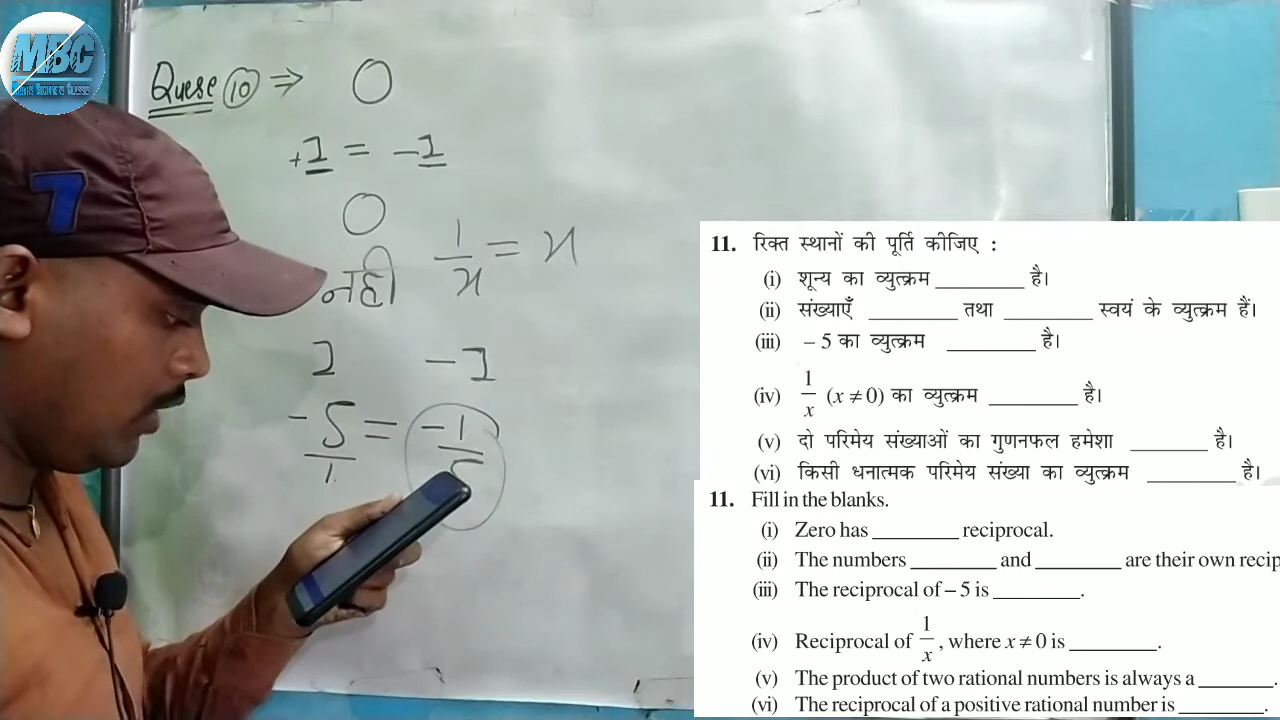 MBC
Quese 10 ⇒ 0
+1 = -1
0
नही 1/x = x
1 -1
-5/1 = -1/5
7
11. रिक्त स्थानों की पूर्ति कीजिए :
(i) शून्य का व्युत्क्रम ________ है।
(ii) संख्याएँ ________ तथा ________ स्वयं के व्युत्क्रम हैं।
(iii) – 5 का व्युत्क्रम ________ है।
(iv) 1/x (x ≠ 0) का व्युत्क्रम ________ है।
(v) दो परिमेय संख्याओं का गुणनफल हमेशा ________ है।
(vi) किसी धनात्मक परिमेय संख्या का व्युत्क्रम ________ है।
11. Fill in the blanks.
(i) Zero has ________ reciprocal.
(ii) The numbers ________ and ________ are their own recip
(iii) The reciprocal of – 5 is ________.
(iv) Reciprocal of 1/x, where x ≠ 0 is ________.
(v) The product of two rational numbers is always a ________.
(vi) The reciprocal of a positive rational number is ________.